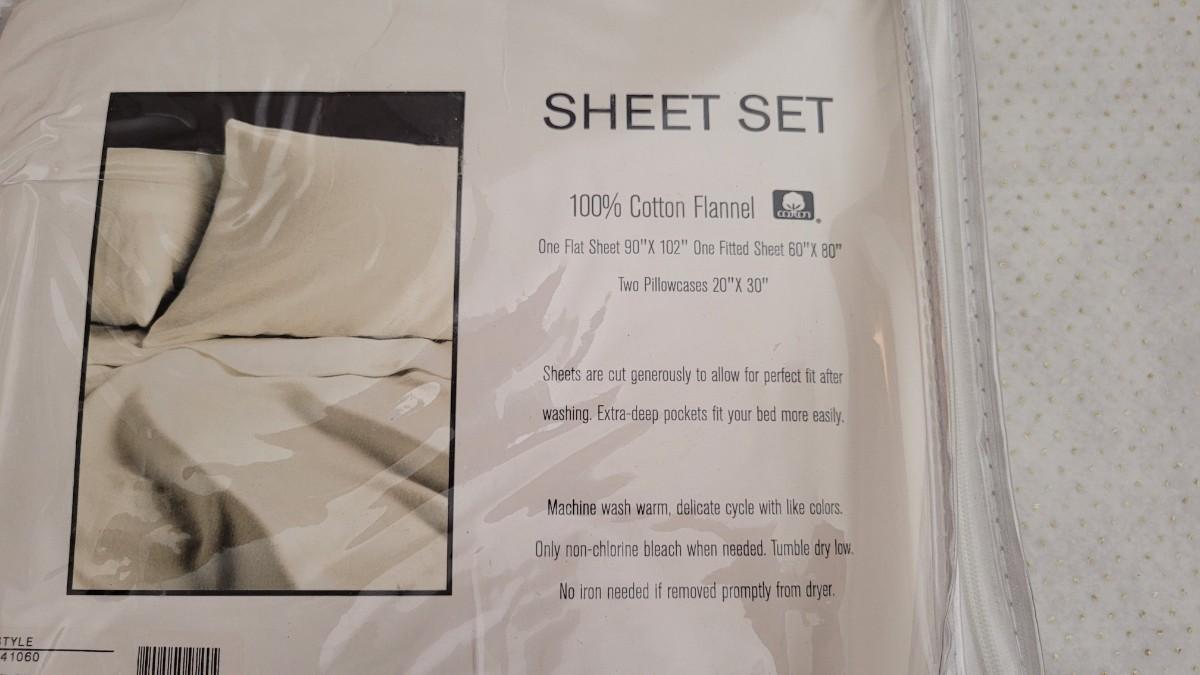 SHEET SET
100% Cotton Flannel
cotton
One Flat Sheet 90"X 102" One Fitted Sheet 60"X 80"
Two Pillowcases 20"X 30"
Sheets are cut generously to allow for perfect fit after
washing. Extra-deep pockets fit your bed more easily.
Machine wash warm, delicate cycle with like colors.
Only non-chlorine bleach when needed. Tumble dry low.
No iron needed if removed promptly from dryer.
41060